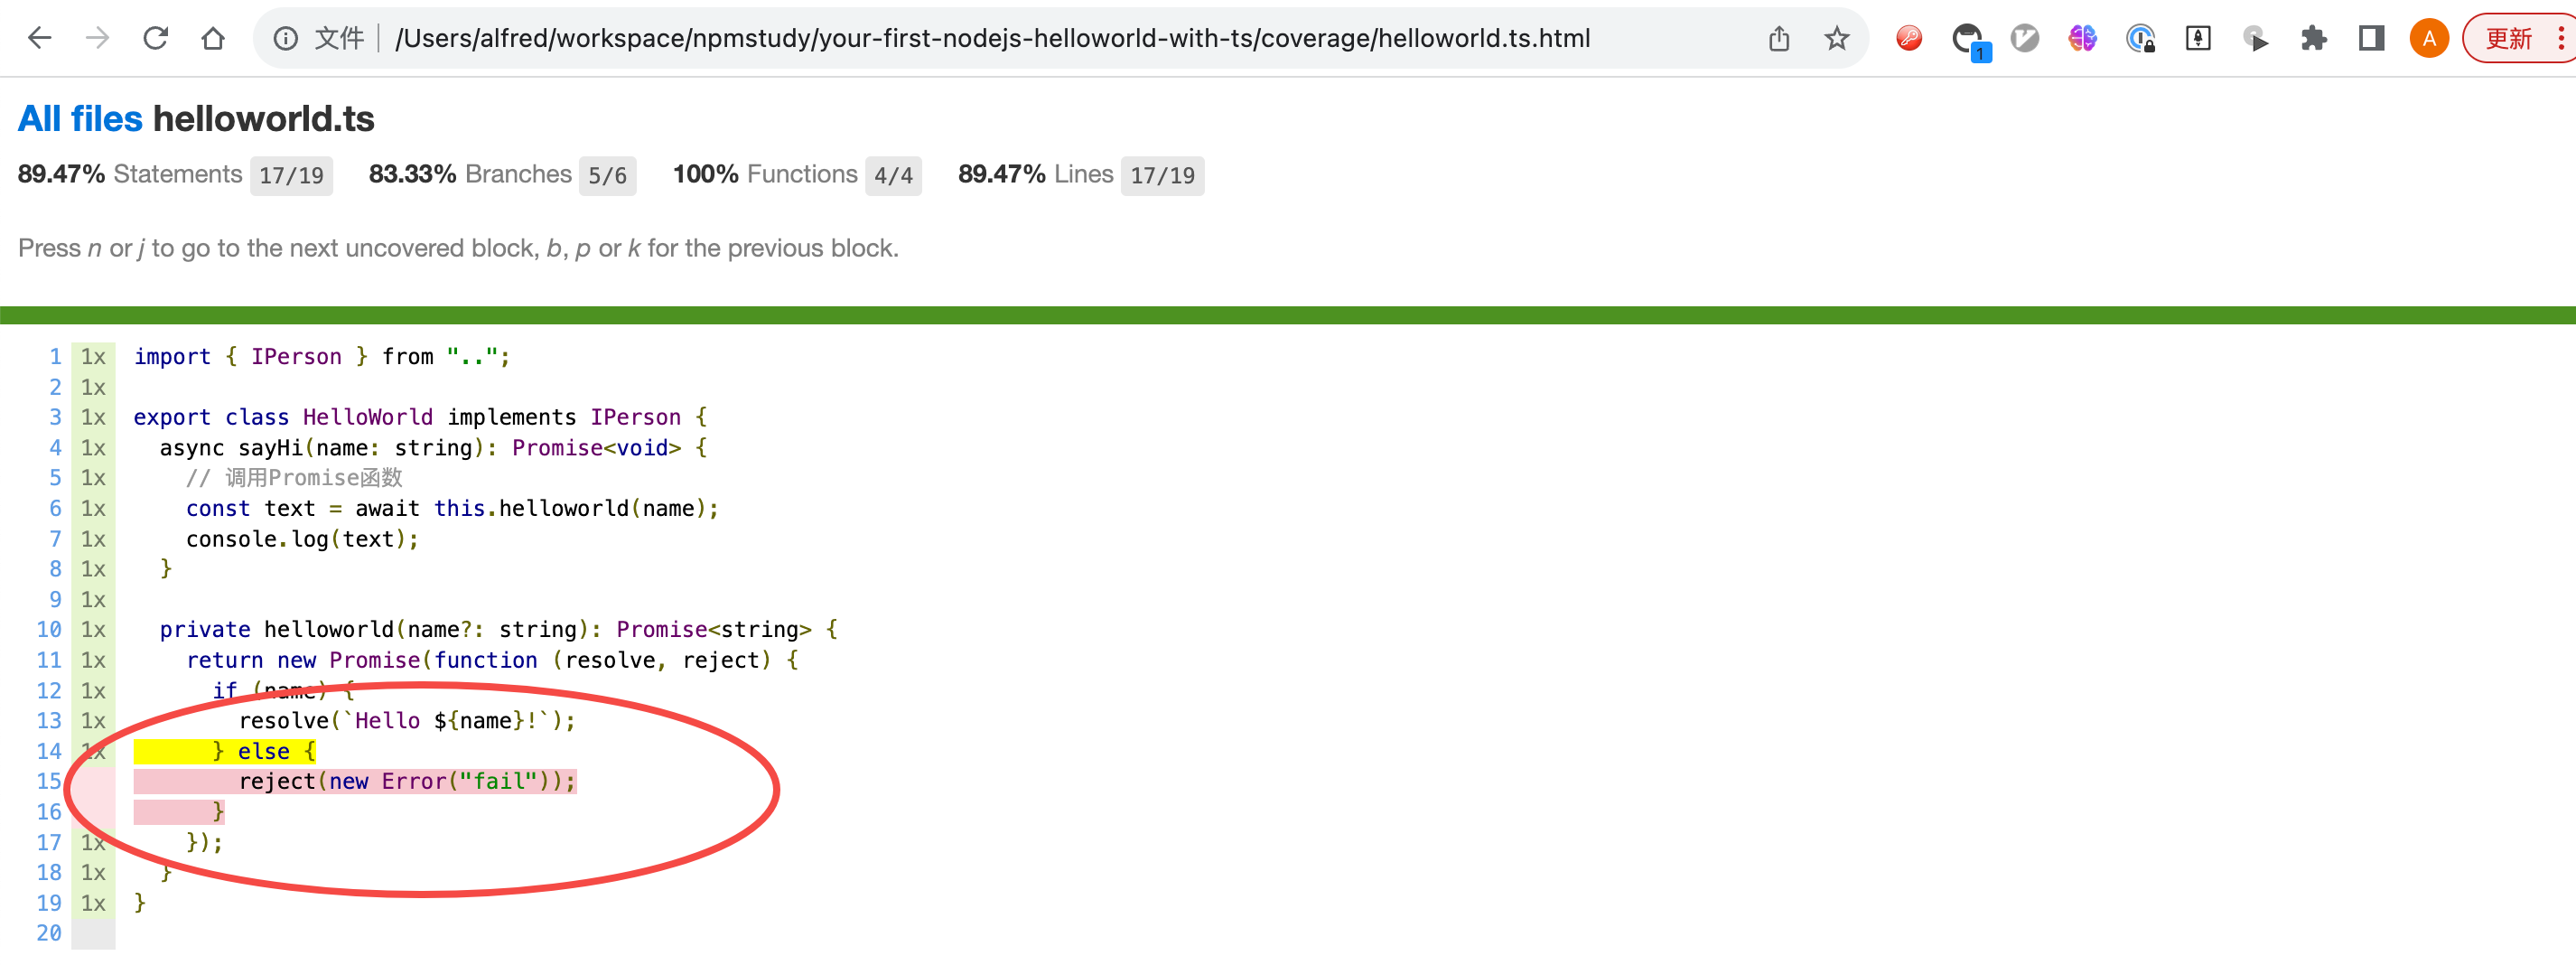 文件 /Users/alfred/workspace/npmstudy/your-first-nodejs-helloworld-with-ts/coverage/helloworld.ts.html 1 A 更新
All files helloworld.ts
89.47% Statements 17/19 83.33% Branches 5/6 100% Functions 4/4 89.47% Lines 17/19
Press n or j to go to the next uncovered block, b, p or k for the previous block.
1 1x import { IPerson } from "..";
2 1x
3 1x export class HelloWorld implements IPerson {
4 1x async sayHi(name: string): Promise<void> {
5 1x // 调用Promise函数
6 1x const text = await this.helloworld(name);
7 1x console.log(text);
8 1x }
9 1x
10 1x private helloworld(name?: string): Promise<string> {
11 1x return new Promise(function (resolve, reject) {
12 1x if (name) {
13 1x resolve(`Hello ${name}!`);
14 1x } else {
15 reject(new Error("fail"));
16 }
17 1x });
18 1x }
19 1x }
20